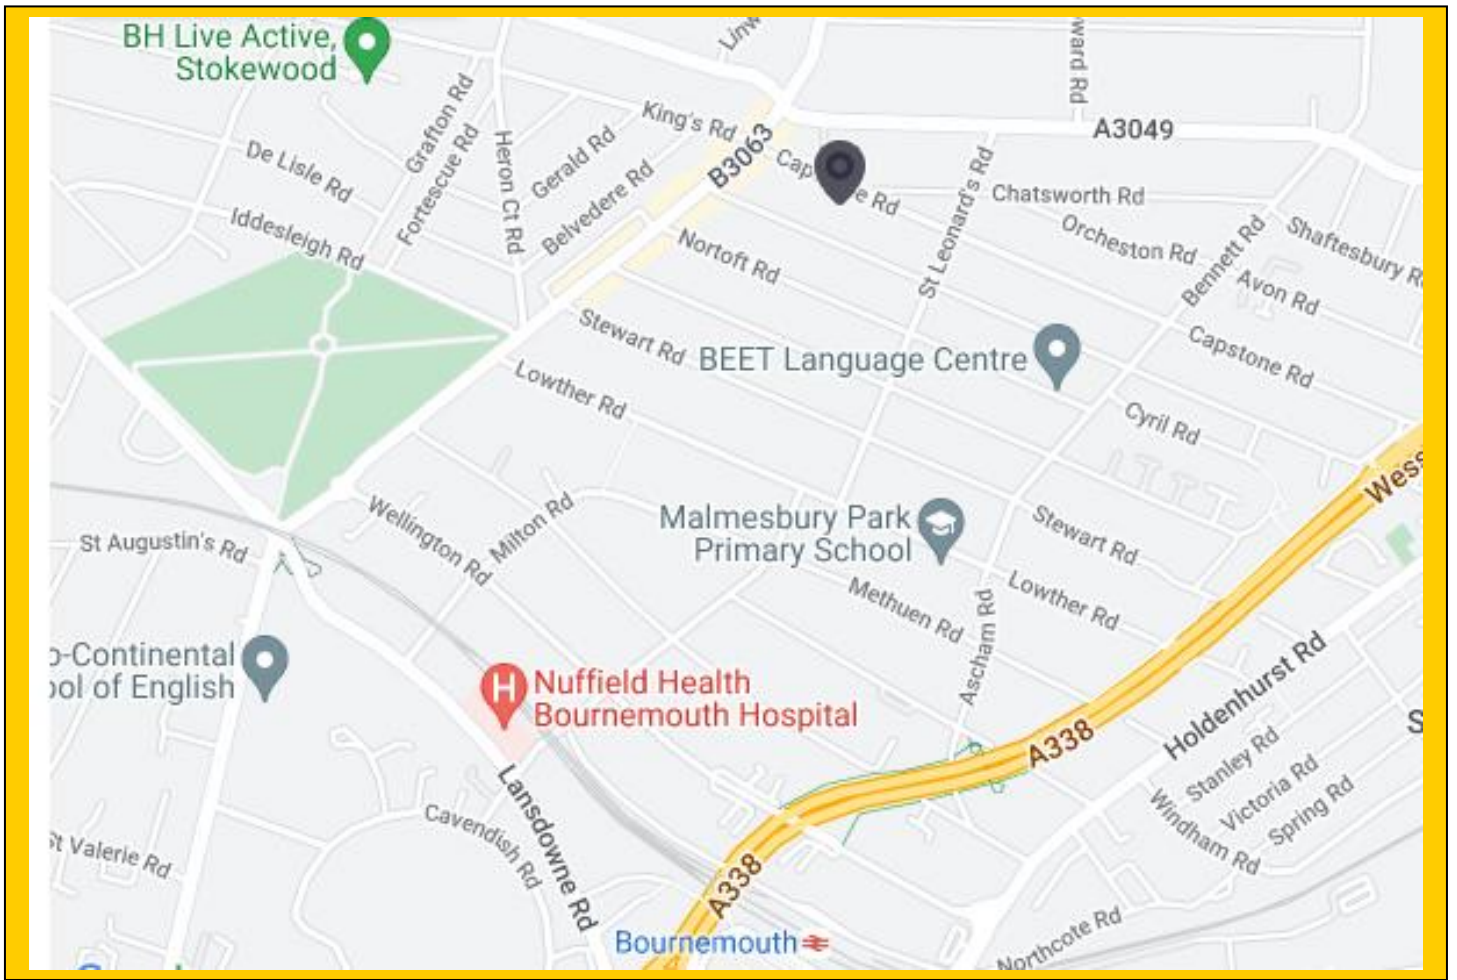 BH Live Active,
Stokewood
King's Rd
B3063
A3049
Grafton Rd
Fortescue Rd
Heron Ct Rd
Gerald Rd
Belvedere Rd
De Lisle Rd
Iddesleigh Rd
Chatsworth Rd
St Leonard's Rd
Orcheston Rd
Bennett Rd
Shaftesbury R
Avon Rd
Nortoft Rd
Stewart Rd
BEET Language Centre
Capstone Rd
Lowther Rd
Cyril Rd
Wellington Rd
Milton Rd
Malmesbury Park
Primary School
Stewart Rd
St Augustin's Rd
Methuen Rd
Lowther Rd
Ascham Rd
o-Continental
ool of English
Nuffield Health
Bournemouth Hospital
Holdenhurst Rd
A338
Stanley Rd
Victoria Rd
Spring Rd
Windham Rd
Lansdowne Rd
Cavendish Rd
St Valerie Rd
A338
Bournemouth
Northcote Rd